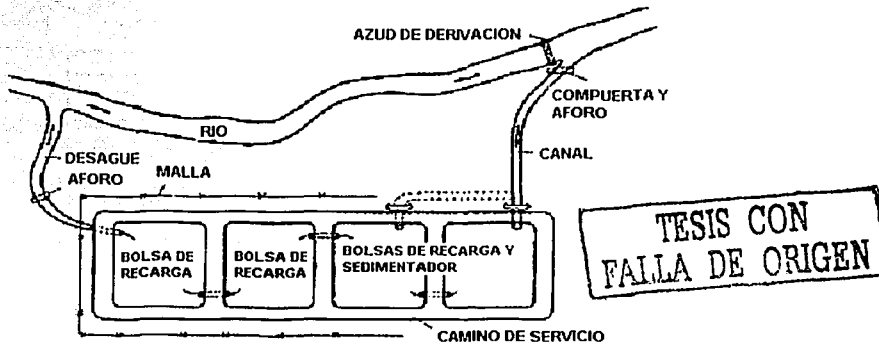 AZUD DE DERIVACION
COMPUERTA Y
AFORO
RIO
CANAL
DESAGUE
AFORO
MALLA
BOLSA DE
RECARGA
BOLSA DE
RECARGA
BOLSAS DE RECARGA Y
SEDIMENTADOR
CAMINO DE SERVICIO
TESIS CON
FALLA DE ORIGEN